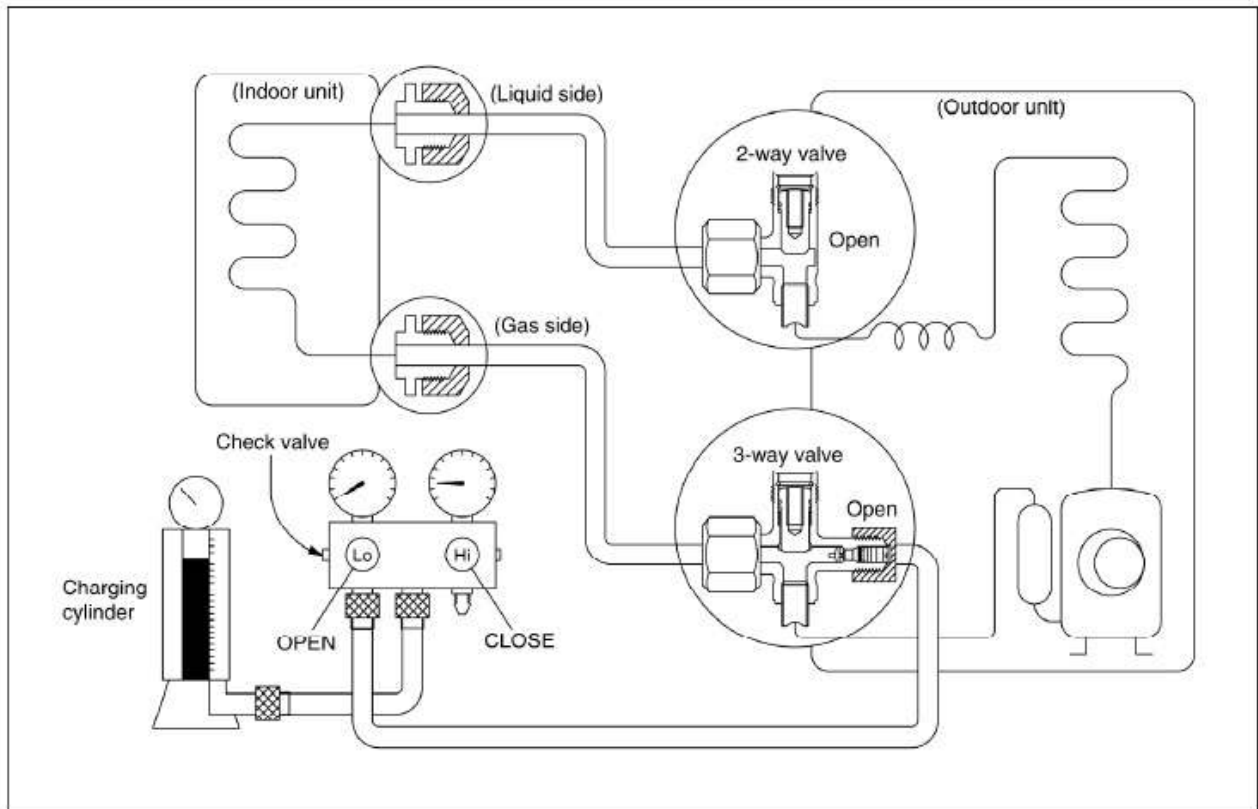 (Indoor unit)
(Liquid side)
(Outdoor unit)
2-way valve
Open
(Gas side)
Check valve
3-way valve
Open
Lo
Hi
Charging
cylinder
OPEN
CLOSE